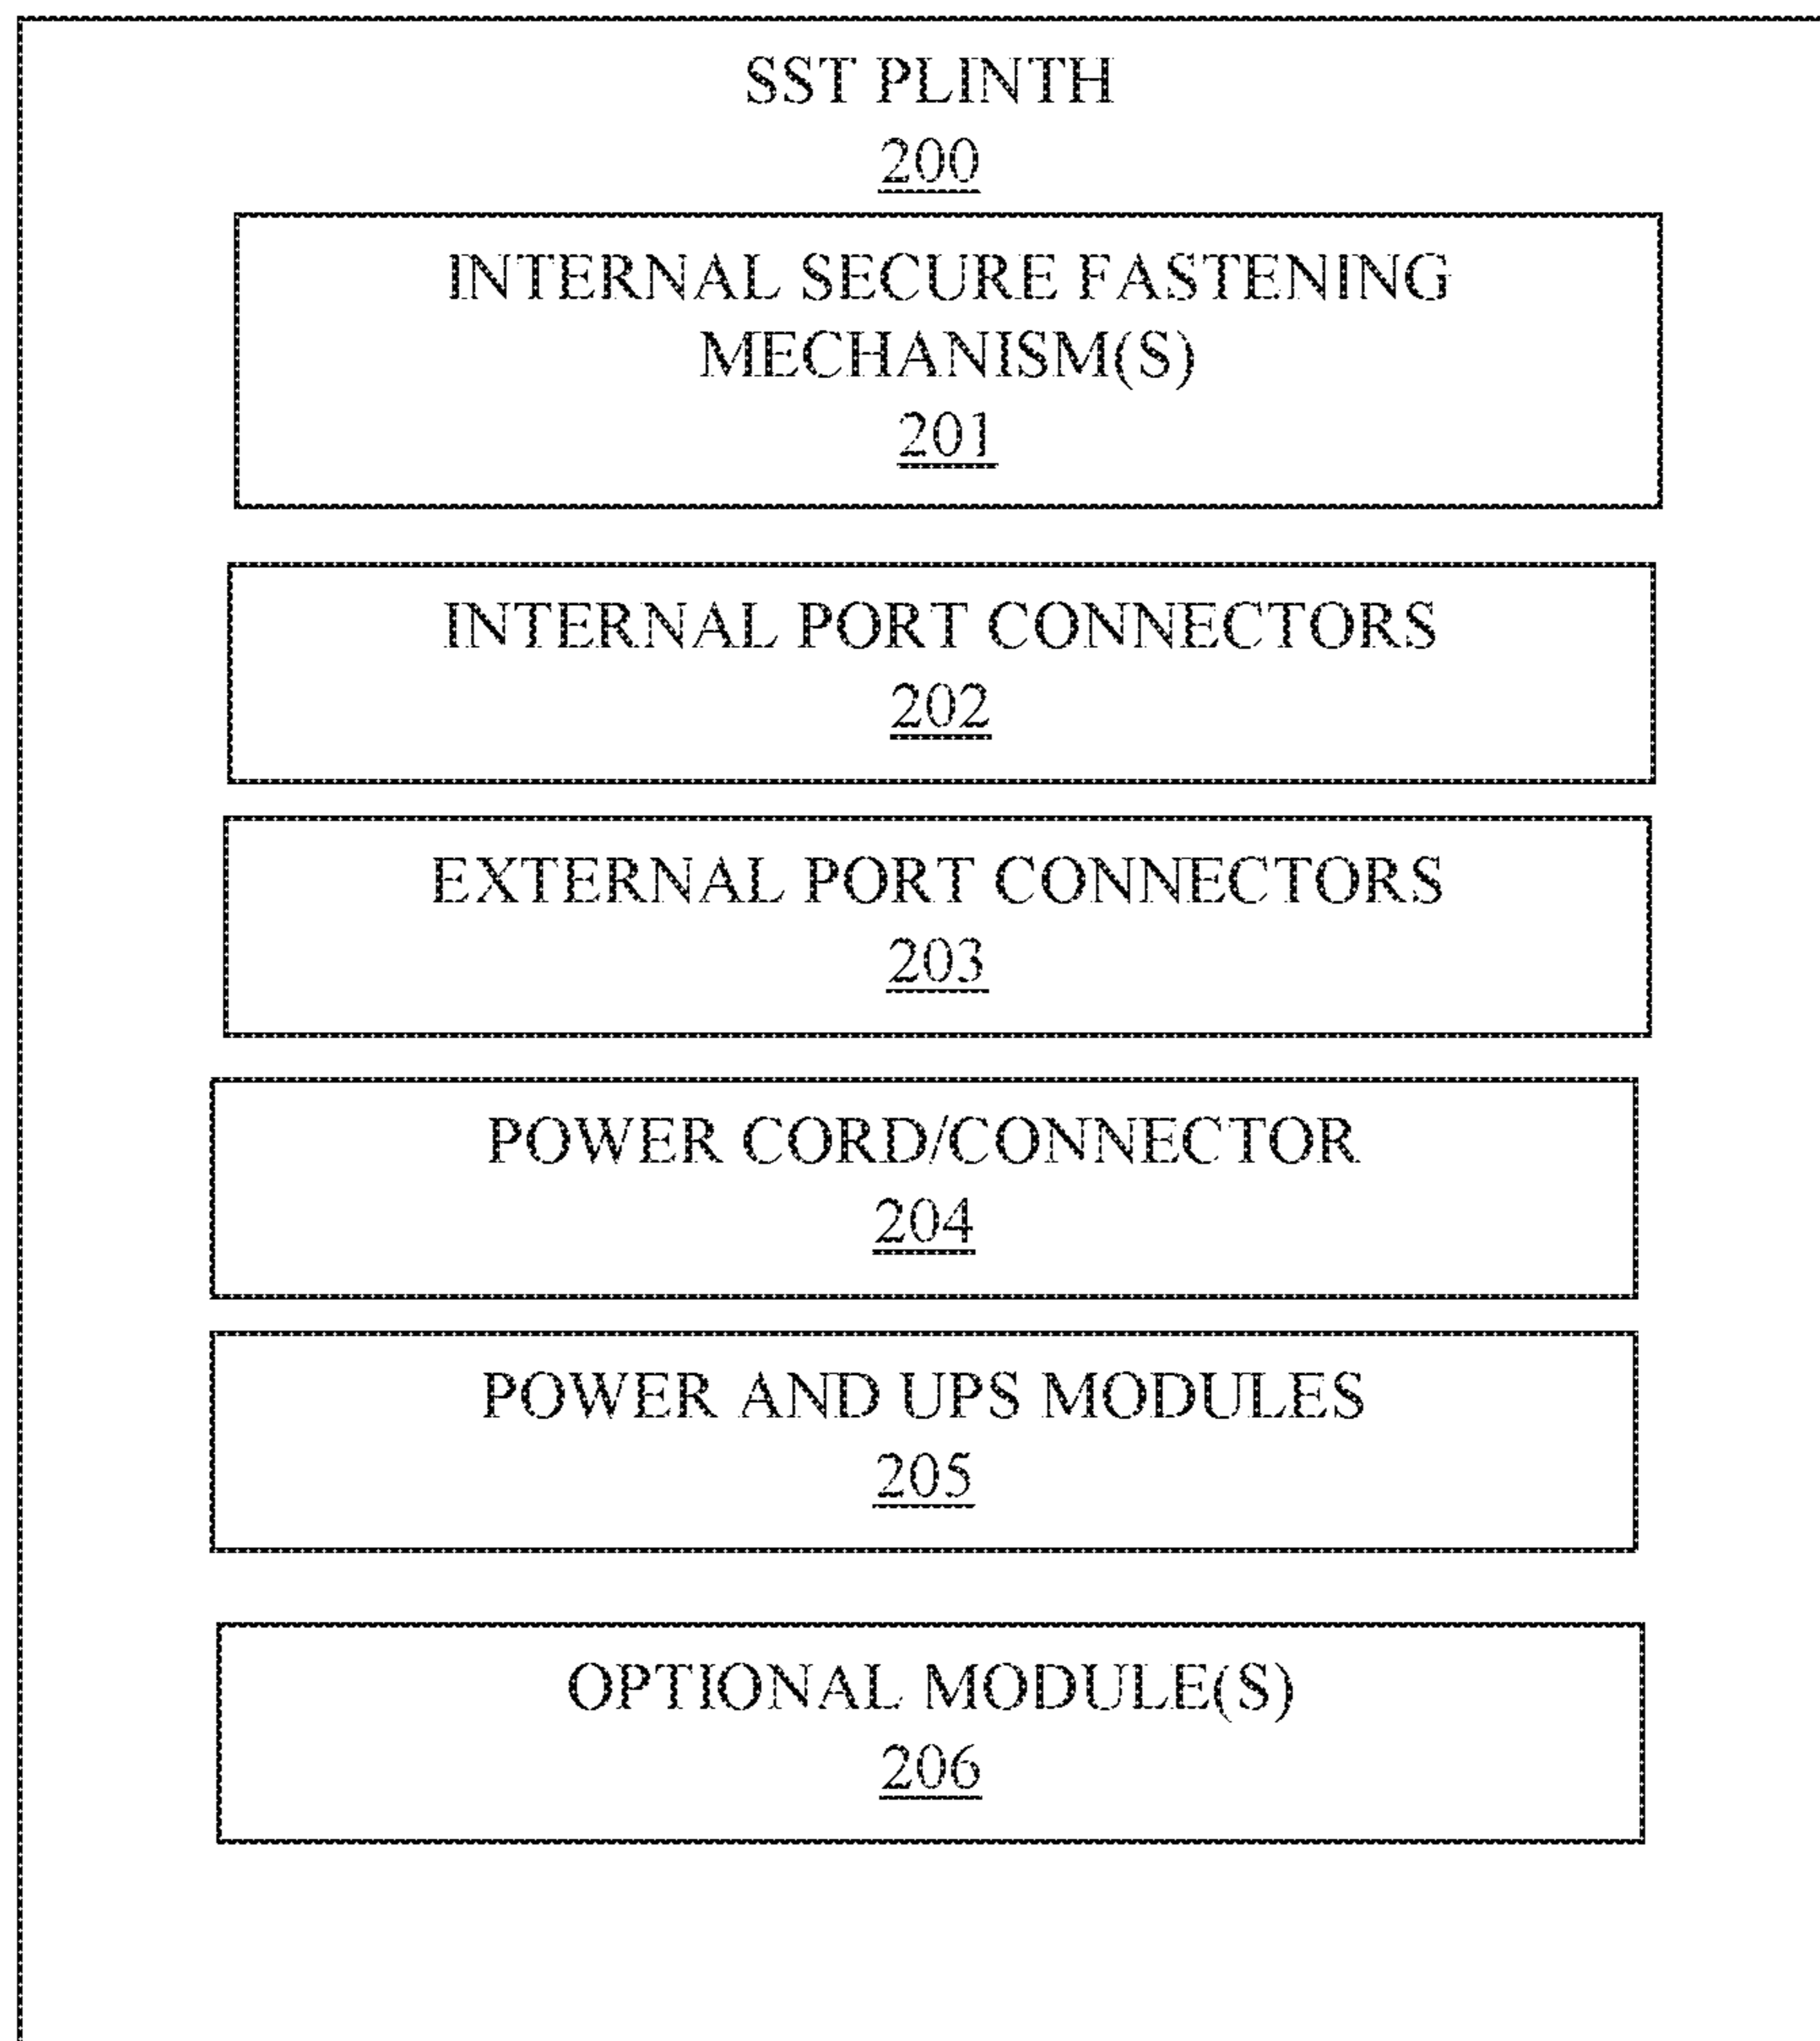 SST PLINTH
200
INTERNAL SECURE FASTENING
MECHANISM(S)
201
INTERNAL PORT CONNECTORS
202
EXTERNAL PORT CONNECTORS
203
POWER CORD/CONNECTOR
204
POWER AND UPS MODULES
205
OPTIONAL MODULE(S)
206